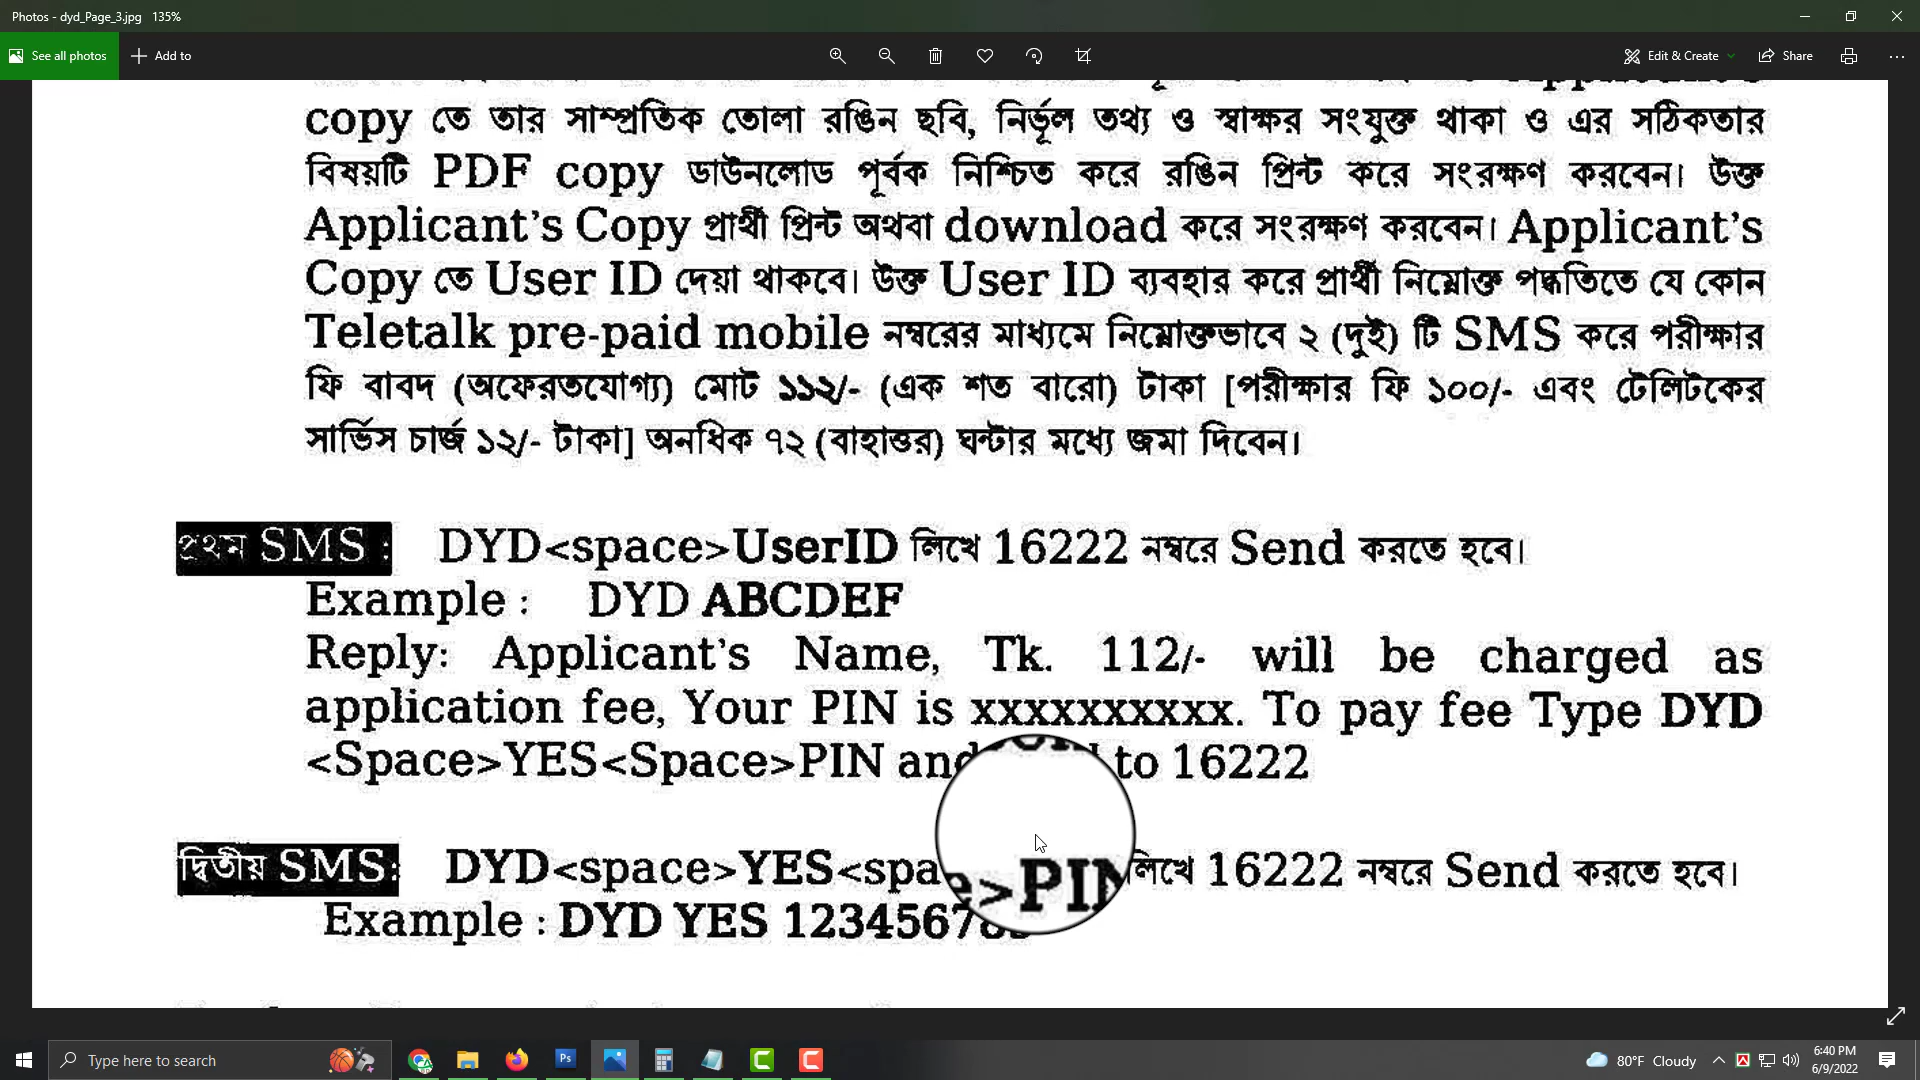 Photos - dyd_Page_3.jpg 135%
See all photos
Add to
Edit & Create
Share
copy তে তার সাম্প্রতিক তোলা রঙিন ছবি, নির্ভূল তথ্য ও স্বাক্ষর সংযুক্ত থাকা ও এর সঠিকতার
বিষয়টি PDF copy ডাউনলোড পূর্বক নিশ্চিত করে রঙিন প্রিন্ট করে সংরক্ষণ করবেন। উক্ত
Applicant's Copy প্রার্থী প্রিন্ট অথবা download করে সংরক্ষণ করবেন। Applicant's
Copy তে User ID দেয়া থাকবে। উক্ত User ID ব্যবহার করে প্রার্থী নিম্নোক্ত পদ্ধতিতে যে কোন
Teletalk pre-paid mobile নম্বরের মাধ্যমে নিম্নোক্তভাবে ২ (দুই) টি SMS করে পরীক্ষার
ফি বাবদ (অফেরতযোগ্য) মোট ১১২/- (এক শত বারো) টাকা [পরীক্ষার ফি ১০০/- এবং টেলিটকের
সার্ভিস চার্জ ১২/- টাকা] অনধিক ৭২ (বাহাত্তর) ঘন্টার মধ্যে জমা দিবেন।
প্রথম SMS : DYD<space>UserID লিখে 16222 নম্বরে Send করতে হবে।
Example : DYD ABCDEF
Reply: Applicant's Name, Tk. 112/- will be charged as
application fee, Your PIN is xxxxxxxxxx. To pay fee Type DYD
<Space>YES<Space>PIN and to 16222
দ্বিতীয় SMS: DYD<space>YES<space>PIN লিখে 16222 নম্বরে Send করতে হবে।
Example : DYD YES
Type here to search
80°F Cloudy
6:40 PM
6/9/2022